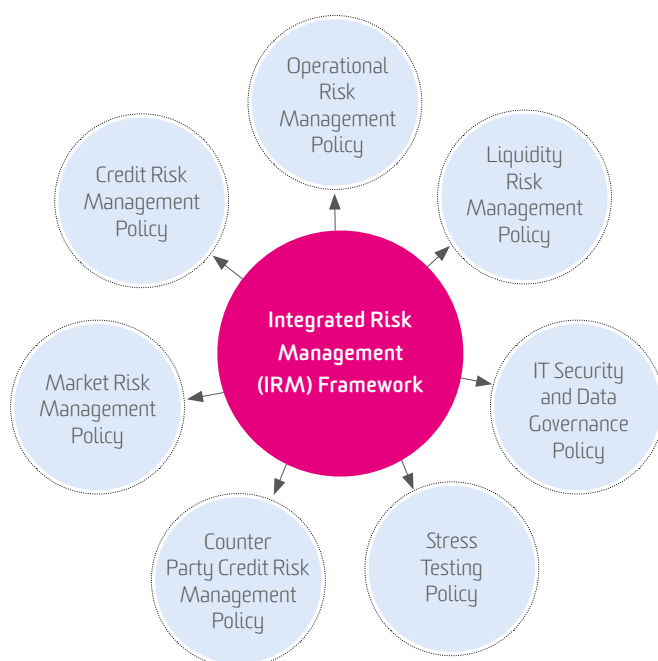 Operational
Risk
Management
Policy
Liquidity
Risk
Management
Policy
Credit Risk
Management
Policy
Integrated Risk
Management
(IRM) Framework
IT Security
and Data
Governance
Policy
Market Risk
Management
Policy
Stress
Testing
Policy
Counter
Party Credit Risk
Management
Policy